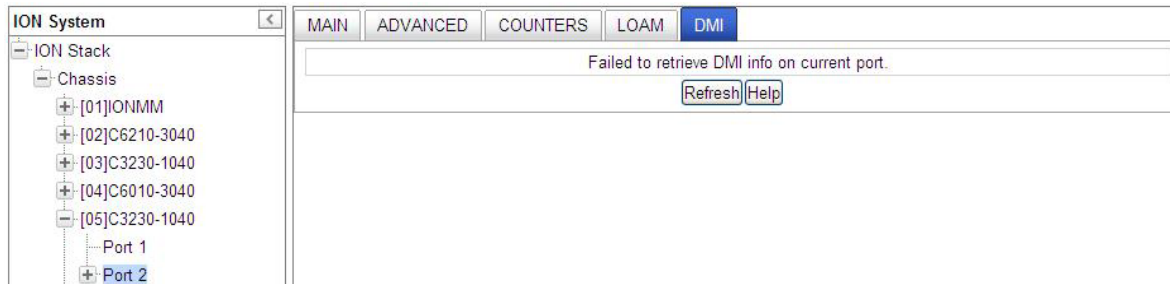 ION System
ION Stack
Chassis
[01]IONMM
[02]C6210-3040
[03]C3230-1040
[04]C6010-3040
[05]C3230-1040
Port 1
Port 2
MAIN ADVANCED COUNTERS LOAM DMI
Failed to retrieve DMI info on current port.
Refresh Help